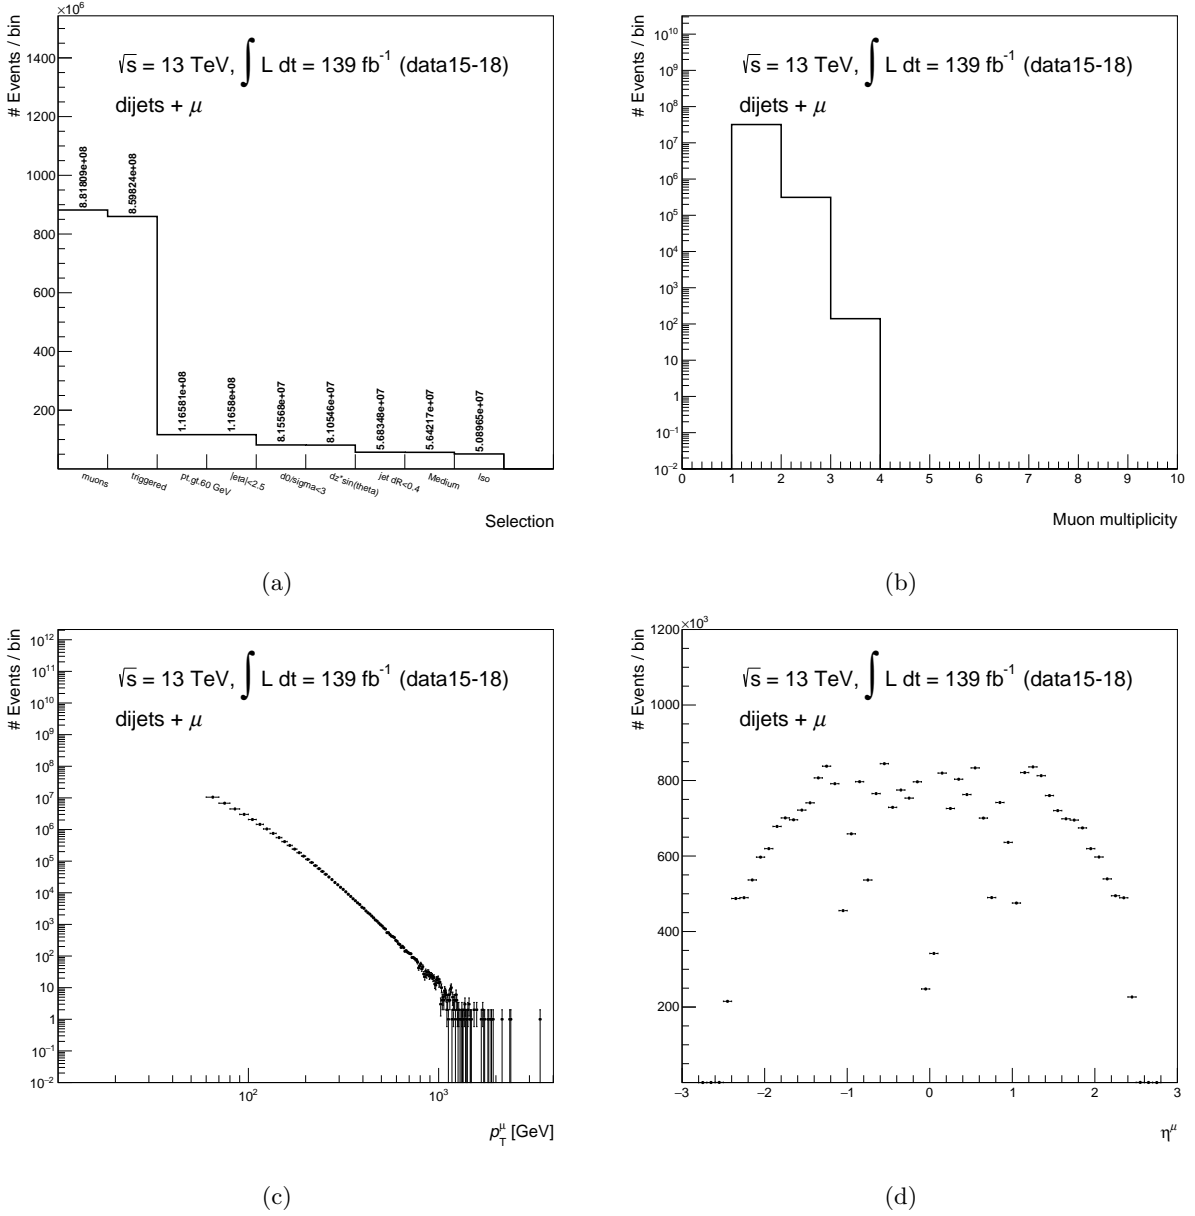 ×10⁶
# Events / bin
√s = 13 TeV, ∫ L dt = 139 fb⁻¹ (data15-18)
dijets + μ
1400
1200
1000
800
600
400
200
8.81809e+08
8.59824e+08
1.16581e+08
1.1658e+08
8.15568e+07
8.10546e+07
5.68348e+07
5.64217e+07
5.08965e+07
muons
triggered
pt.gt.60 GeV
|eta|<2.5
d0/sigma<3
dz*sin(theta)
jet dR<0.4
Medium
Iso
Selection
(a)
# Events / bin
√s = 13 TeV, ∫ L dt = 139 fb⁻¹ (data15-18)
dijets + μ
10¹⁰
10⁹
10⁸
10⁷
10⁶
10⁵
10⁴
10³
10²
10
1
10⁻¹
10⁻²
0 1 2 3 4 5 6 7 8 9 10
Muon multiplicity
(b)
# Events / bin
√s = 13 TeV, ∫ L dt = 139 fb⁻¹ (data15-18)
dijets + μ
10¹²
10¹¹
10¹⁰
10⁹
10⁸
10⁷
10⁶
10⁵
10⁴
10³
10²
10
1
10⁻¹
10⁻²
10² 10³
p_T^μ [GeV]
(c)
×10³
# Events / bin
√s = 13 TeV, ∫ L dt = 139 fb⁻¹ (data15-18)
dijets + μ
1200
1000
800
600
400
200
−3 −2 −1 0 1 2 3
η^μ
(d)